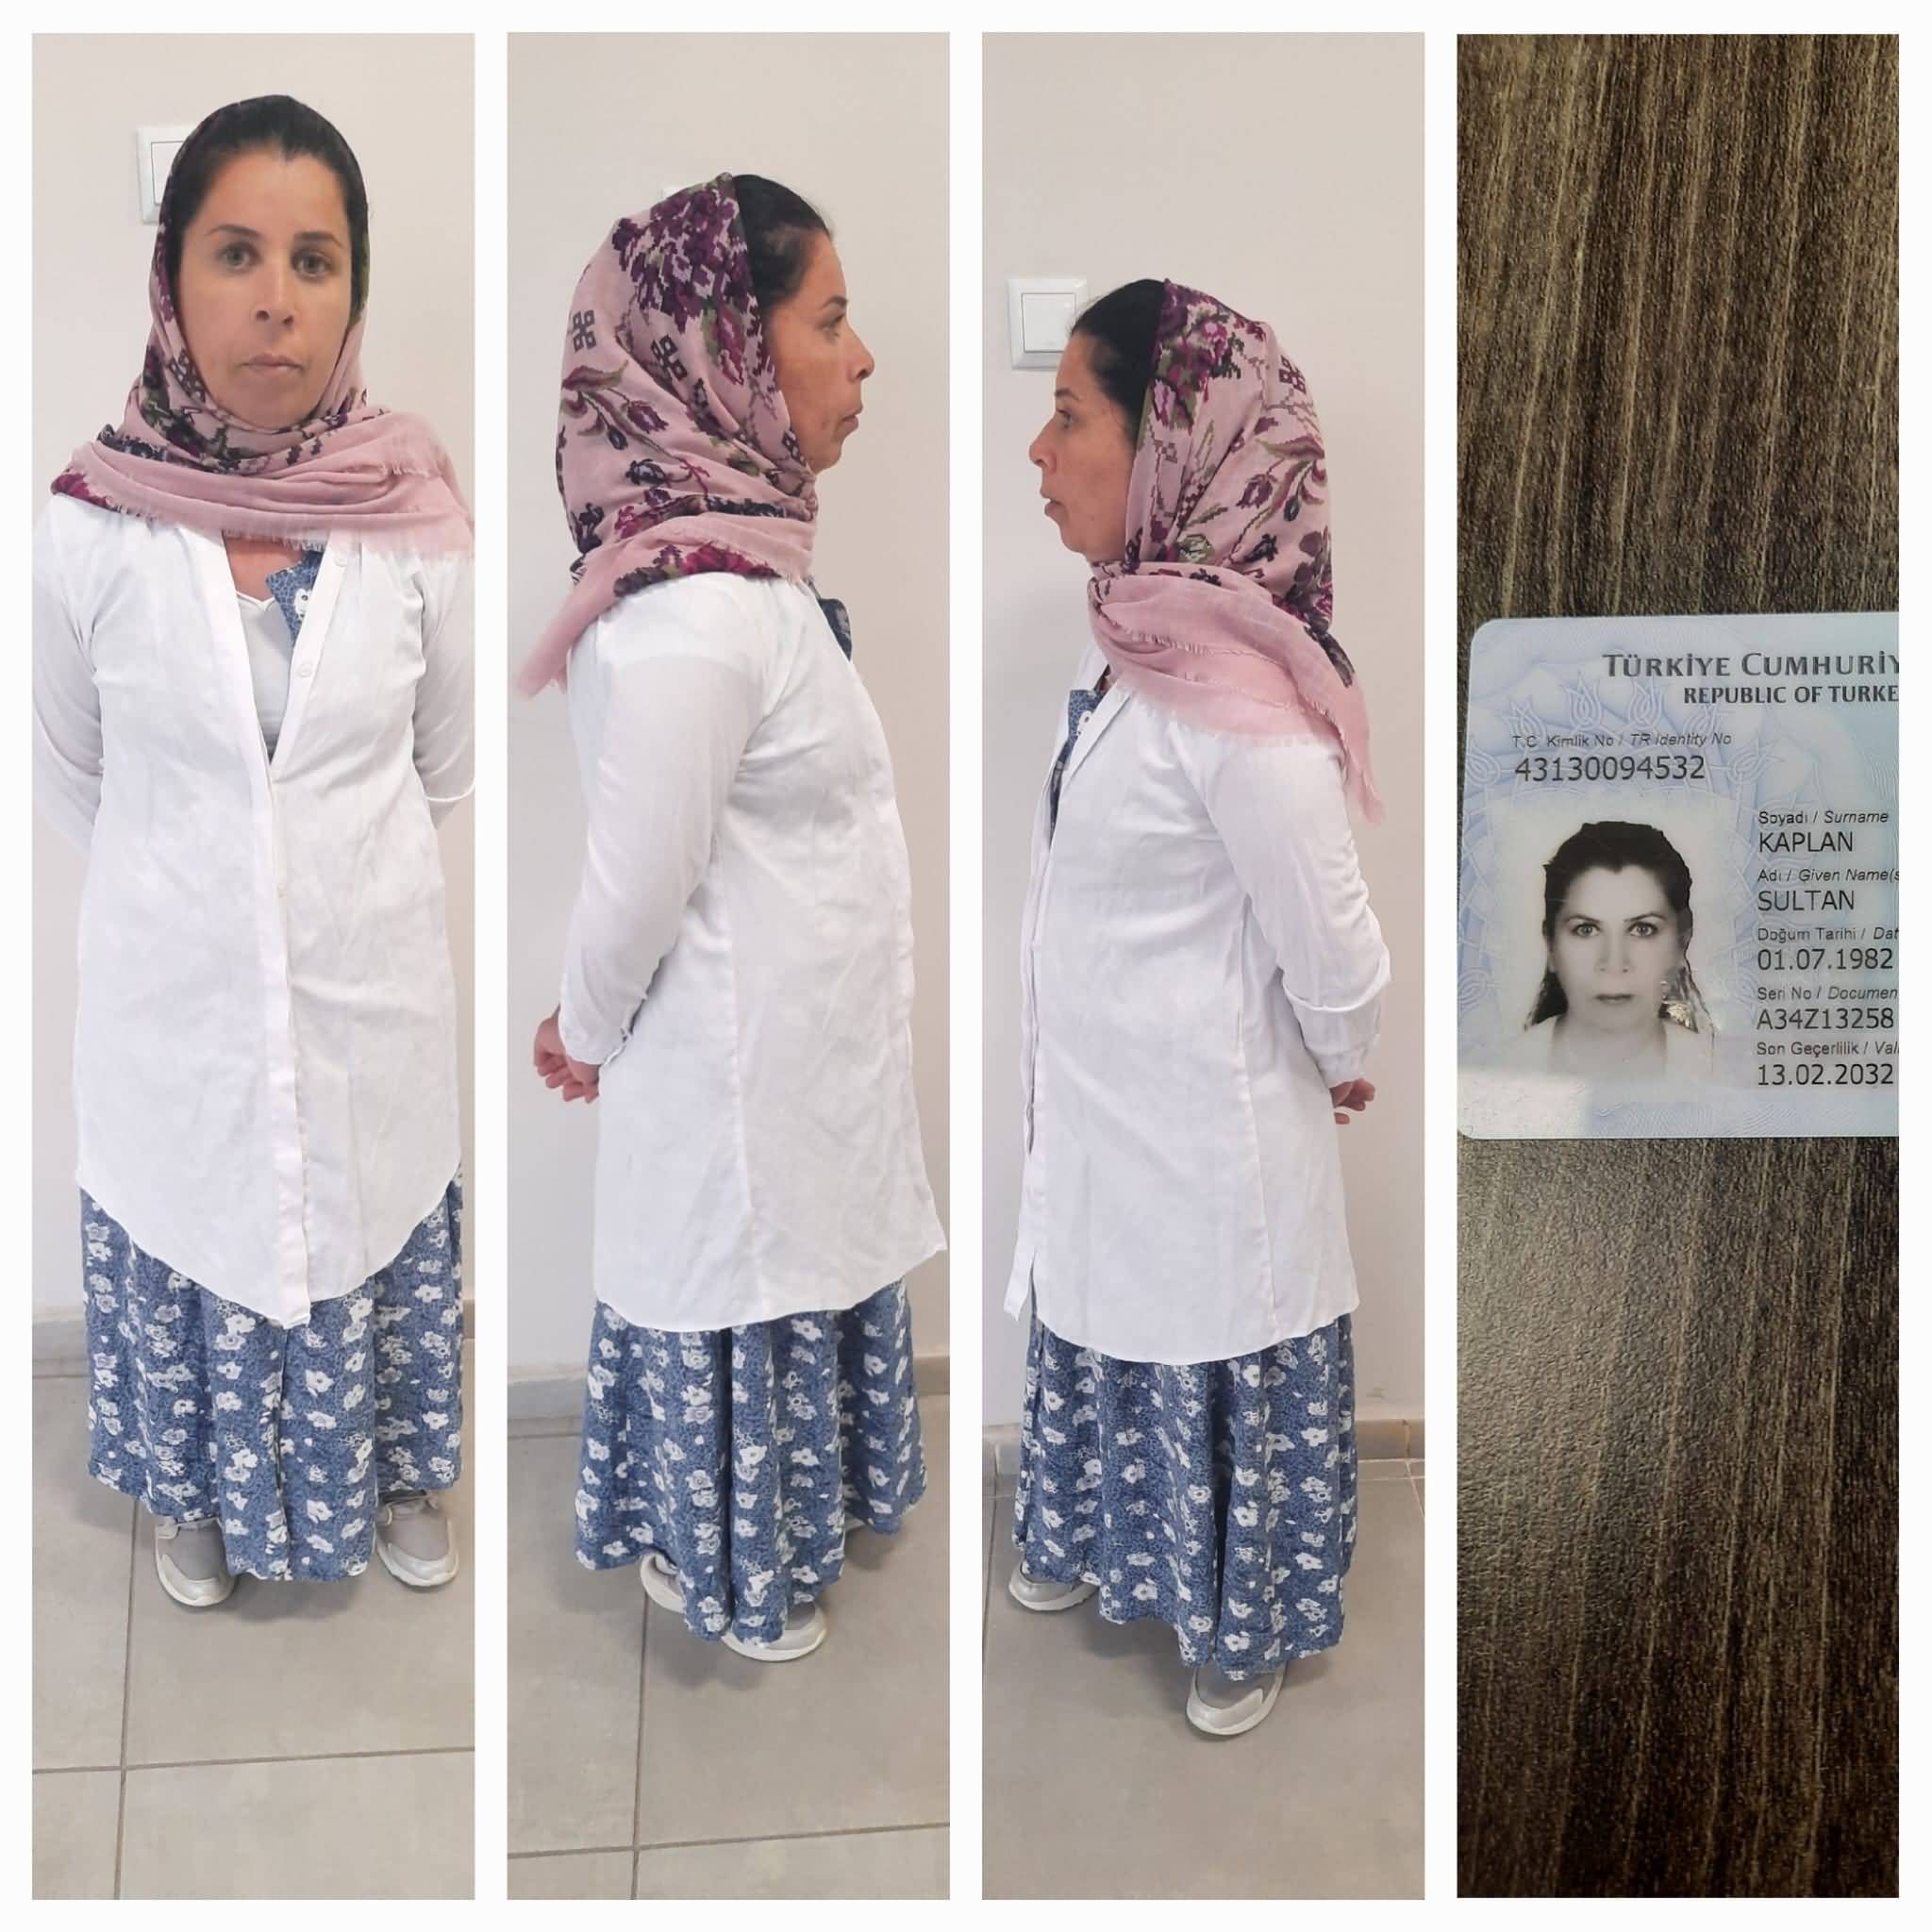 TÜRKİYE CUMHURİY
REPUBLIC OF TURKE
T.C. Kimlik No / TR Identity No
43130094532
Soyadı / Surname
KAPLAN
Adı / Given Name(s
SULTAN
Doğum Tarihi / Dat
01.07.1982
Seri No / Documen
A34Z13258
Son Geçerlilik / Vali
13.02.2032